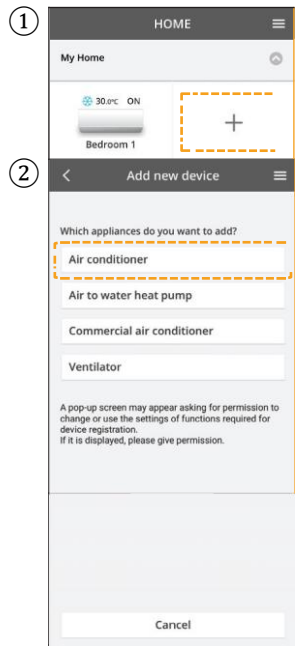 ①
HOME
My Home
30.0°C ON
+
Bedroom 1
②
Add new device
Which appliances do you want to add?
Air conditioner
Air to water heat pump
Commercial air conditioner
Ventilator
A pop-up screen may appear asking for permission to
change or use the settings of functions required for
device registration.
If it is displayed, please give permission.
Cancel